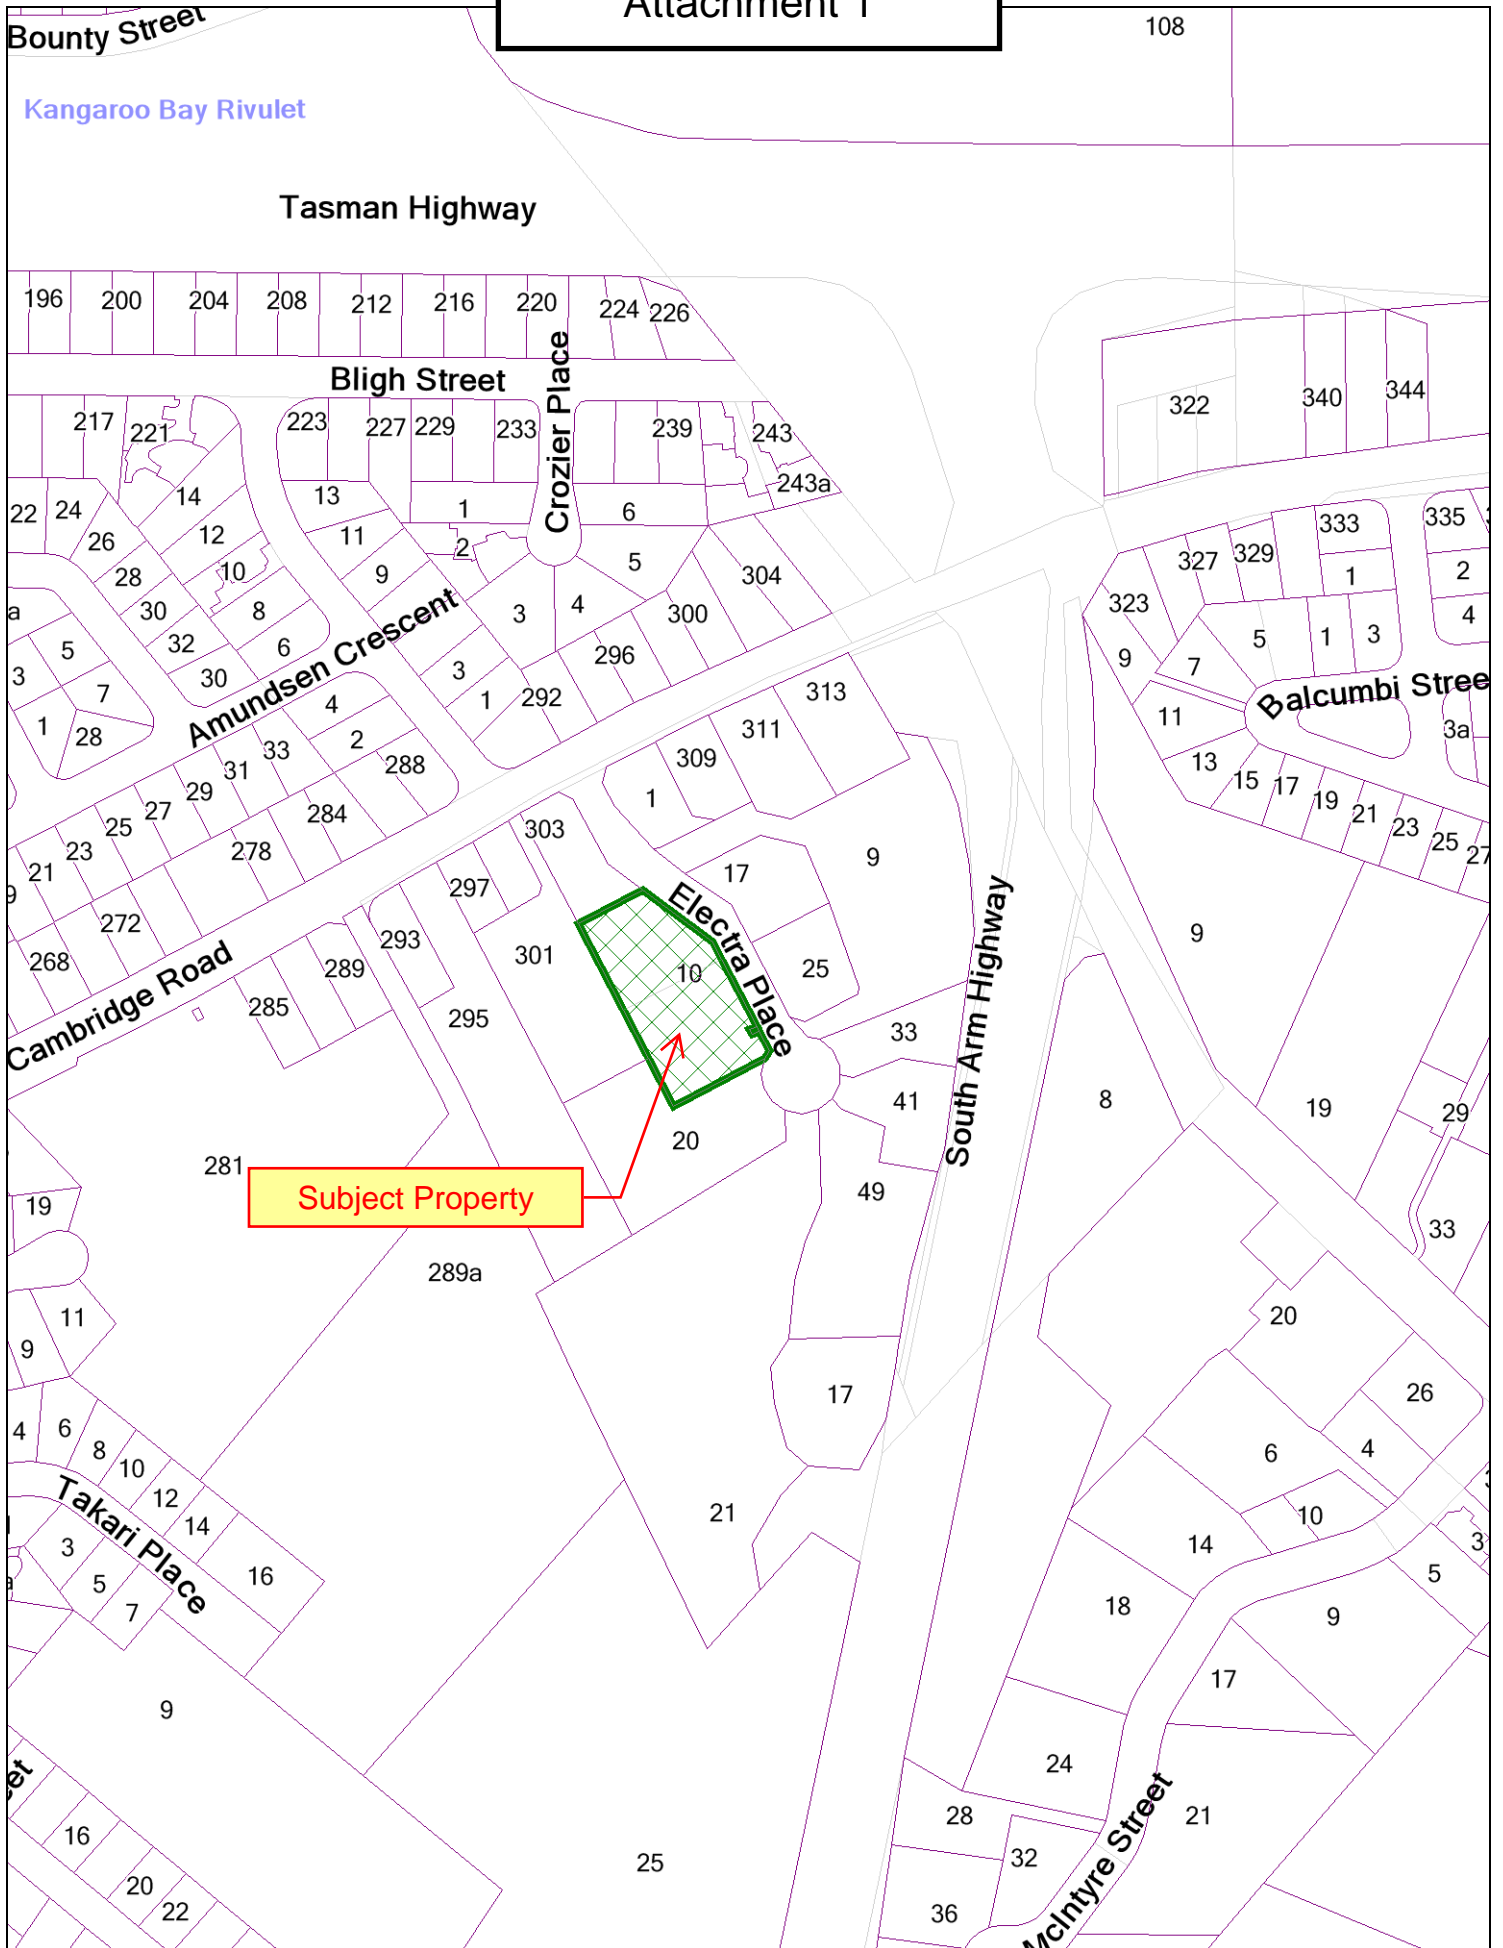 Attachment 1
Bounty Street
108
Kangaroo Bay Rivulet
Tasman Highway
196 200 204 208 212 216 220 224 226
Bligh Street
Crozier Place
322 340 344
217 221 223 227 229 233 239 243
243a
22 24 14 13 1 6
333 335
26 12 11 2 5 304 327 329 1 2
28 10 9
30 8 3 4 300 323 4
a 5 32 6 296 9 7 5 1 3
3 7 30 3
Amundsen Crescent
1 28 4 1 292 313 11
Balcumbi Stree
33 2 311 3a
31 288 309 13
29 1 15 17 19 21 23 25 27
27 284
25 303
23 278 17 9
21 297
9 272 9
Electra Place
268 293 301 10 25
289
Cambridge Road
285 295 33
South Arm Highway
41 8 19 29
281 20
Subject Property
49
19 33
289a
11 20
9 17 26
4 6 8 10 6 4
12 21 10
14 14 3
Takari Place
3 16 5
5 18 9
7
9 17
24
et
16 28 21
McIntyre Street
25 32
20
22 36